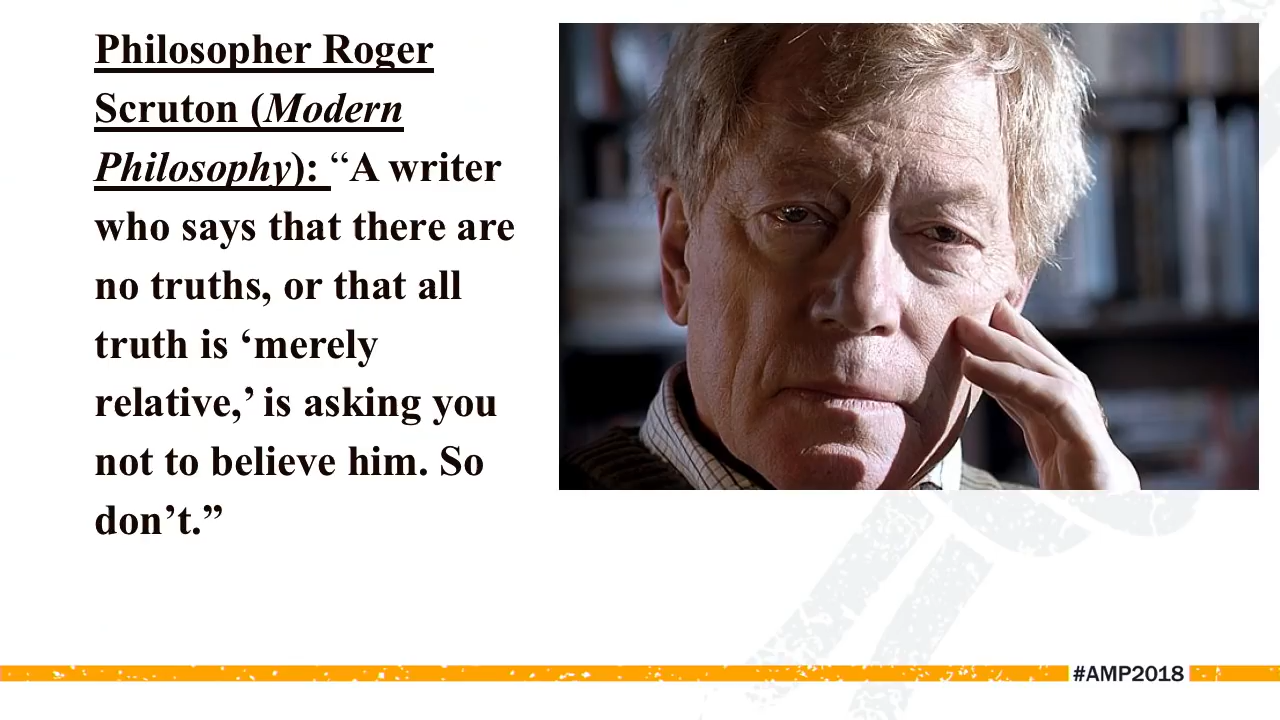 Philosopher Roger
Scruton (Modern
Philosophy): “A writer
who says that there are
no truths, or that all
truth is ‘merely
relative,’ is asking you
not to believe him. So
don’t.”
#AMP2018